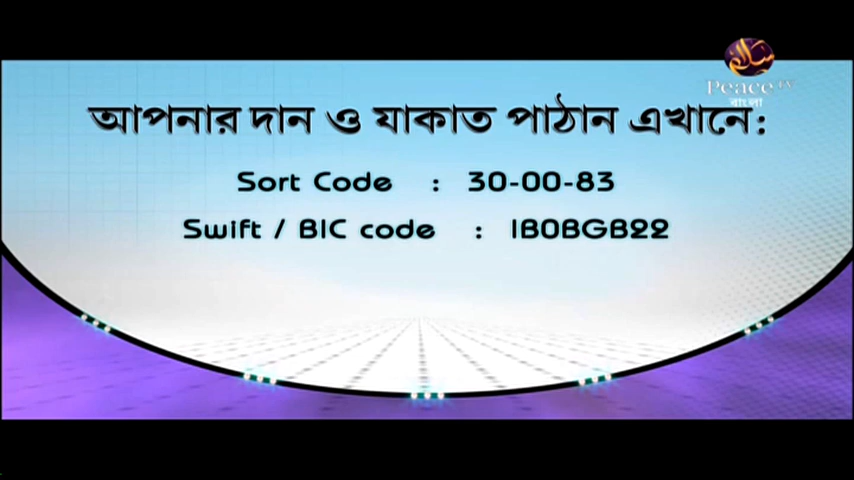 Peace TV
বাংলা
আপনার দান ও যাকাত পাঠান এখানে:
Sort Code : 30-00-83
Swift / BIC code : IBOBGB22